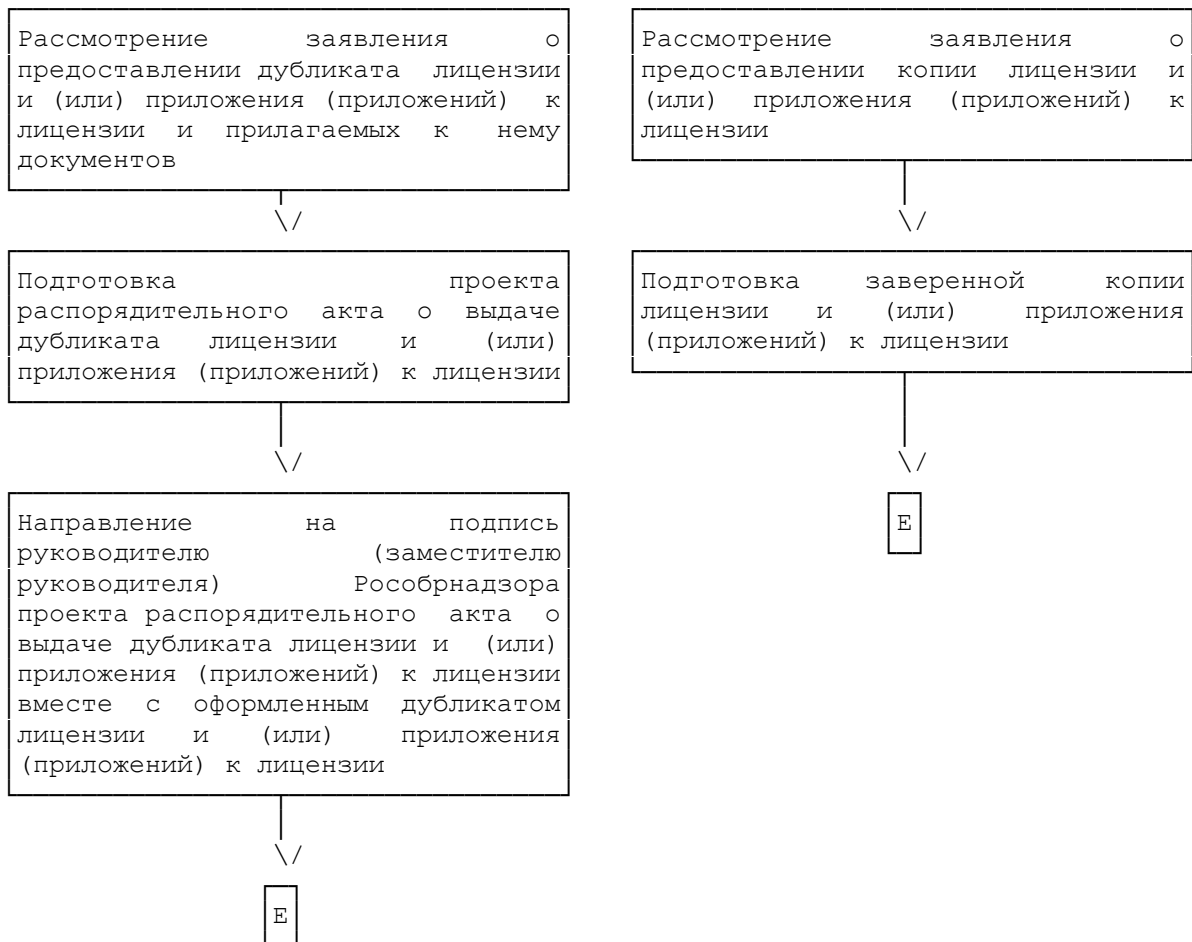 Рассмотрение заявления о
предоставлении дубликата лицензии
и (или) приложения (приложений) к
лицензии и прилагаемых к нему
документов
\/
Подготовка проекта
распорядительного акта о выдаче
дубликата лицензии и (или)
приложения (приложений) к лицензии
\/
Направление на подпись
руководителю (заместителю
руководителя) Рособрнадзора
проекта распорядительного акта о
выдаче дубликата лицензии и (или)
приложения (приложений) к лицензии
вместе с оформленным дубликатом
лицензии и (или) приложения
(приложений) к лицензии
\/
Е
Рассмотрение заявления о
предоставлении копии лицензии и
(или) приложения (приложений) к
лицензии
\/
Подготовка заверенной копии
лицензии и (или) приложения
(приложений) к лицензии
\/
Е